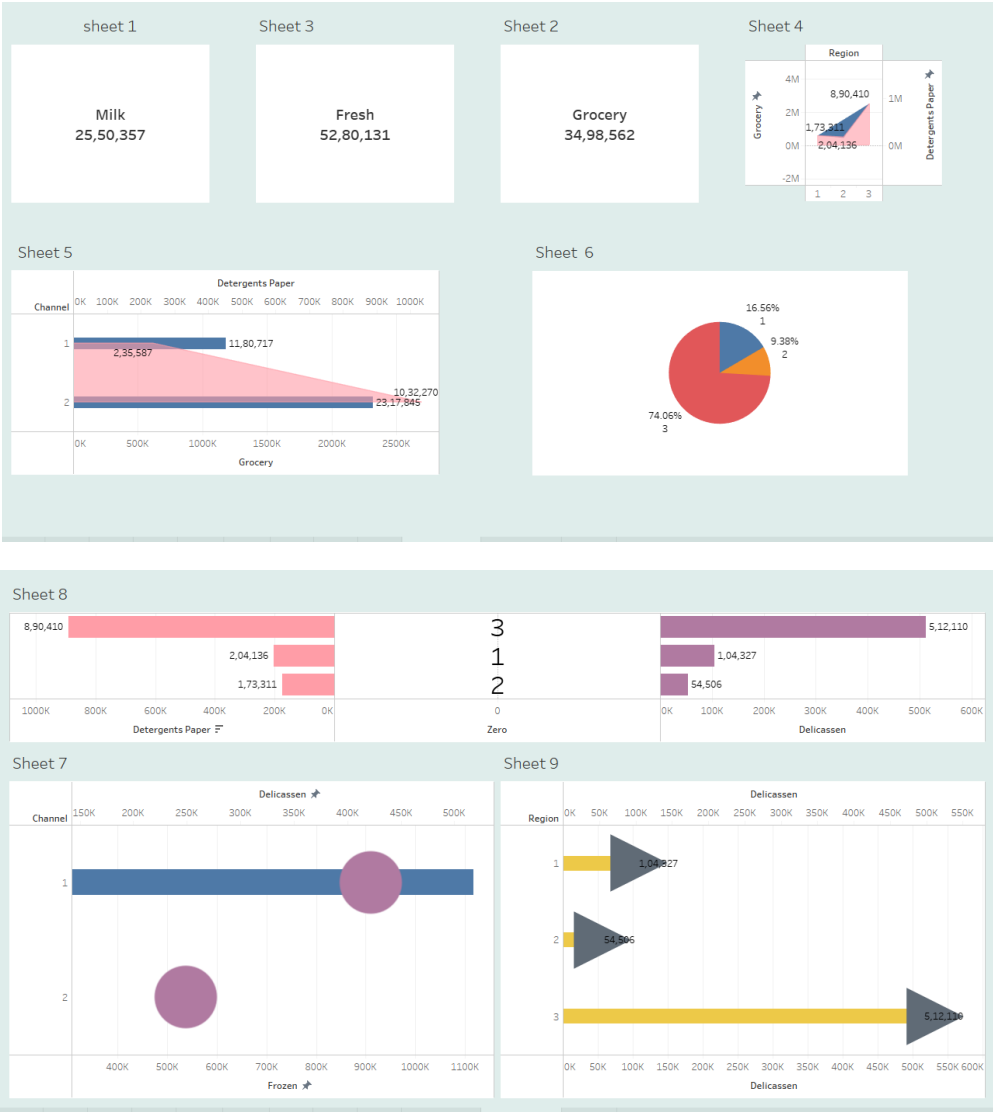 sheet 1
Sheet 3
Sheet 2
Sheet 4
Milk
25,50,357
Fresh
52,80,131
Grocery
34,98,562
Region
4M
2M
0M
-2M
Grocery
8,90,410
1,73,311
2,04,136
1M
0M
Detergents Paper
1 2 3
Sheet 5
Detergents Paper
Channel
0K 100K 200K 300K 400K 500K 600K 700K 800K 900K 1000K
1
11,80,717
2,35,587
10,32,270
2
23,17,845
0K 500K 1000K 1500K 2000K 2500K
Grocery
Sheet 6
16.56%
1
9.38%
2
74.06%
3
Sheet 8
8,90,410 3 5,12,110
2,04,136 1 1,04,327
1,73,311 2 54,506
1000K 800K 600K 400K 200K 0K 0 0K 100K 200K 300K 400K 500K 600K
Detergents Paper Zero Delicassen
Sheet 7
Delicassen
Channel
150K 200K 250K 300K 350K 400K 450K 500K
1
2
400K 500K 600K 700K 800K 900K 1000K 1100K
Frozen
Sheet 9
Delicassen
Region
0K 50K 100K 150K 200K 250K 300K 350K 400K 450K 500K 550K
1 1,04,327
2 54,506
3 5,12,110
0K 50K 100K 150K 200K 250K 300K 350K 400K 450K 500K 550K 600K
Delicassen